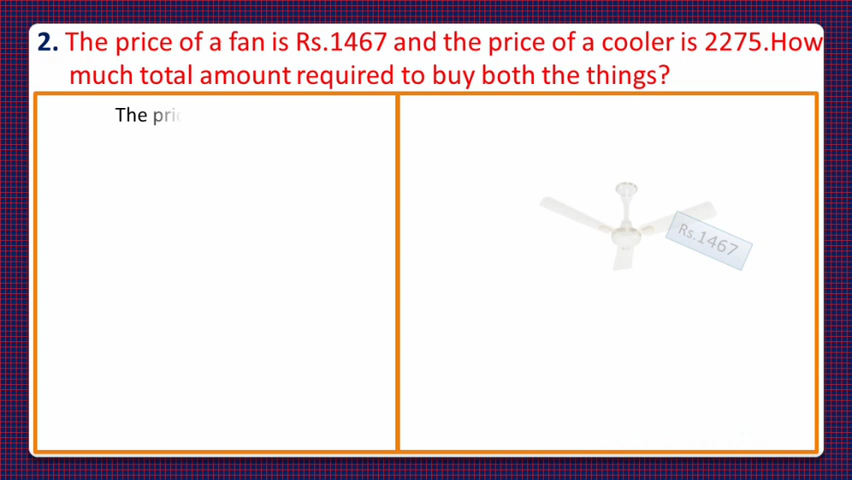 2. The price of a fan is Rs.1467 and the price of a cooler is 2275.How
much total amount required to buy both the things?
The pri
Rs.1467